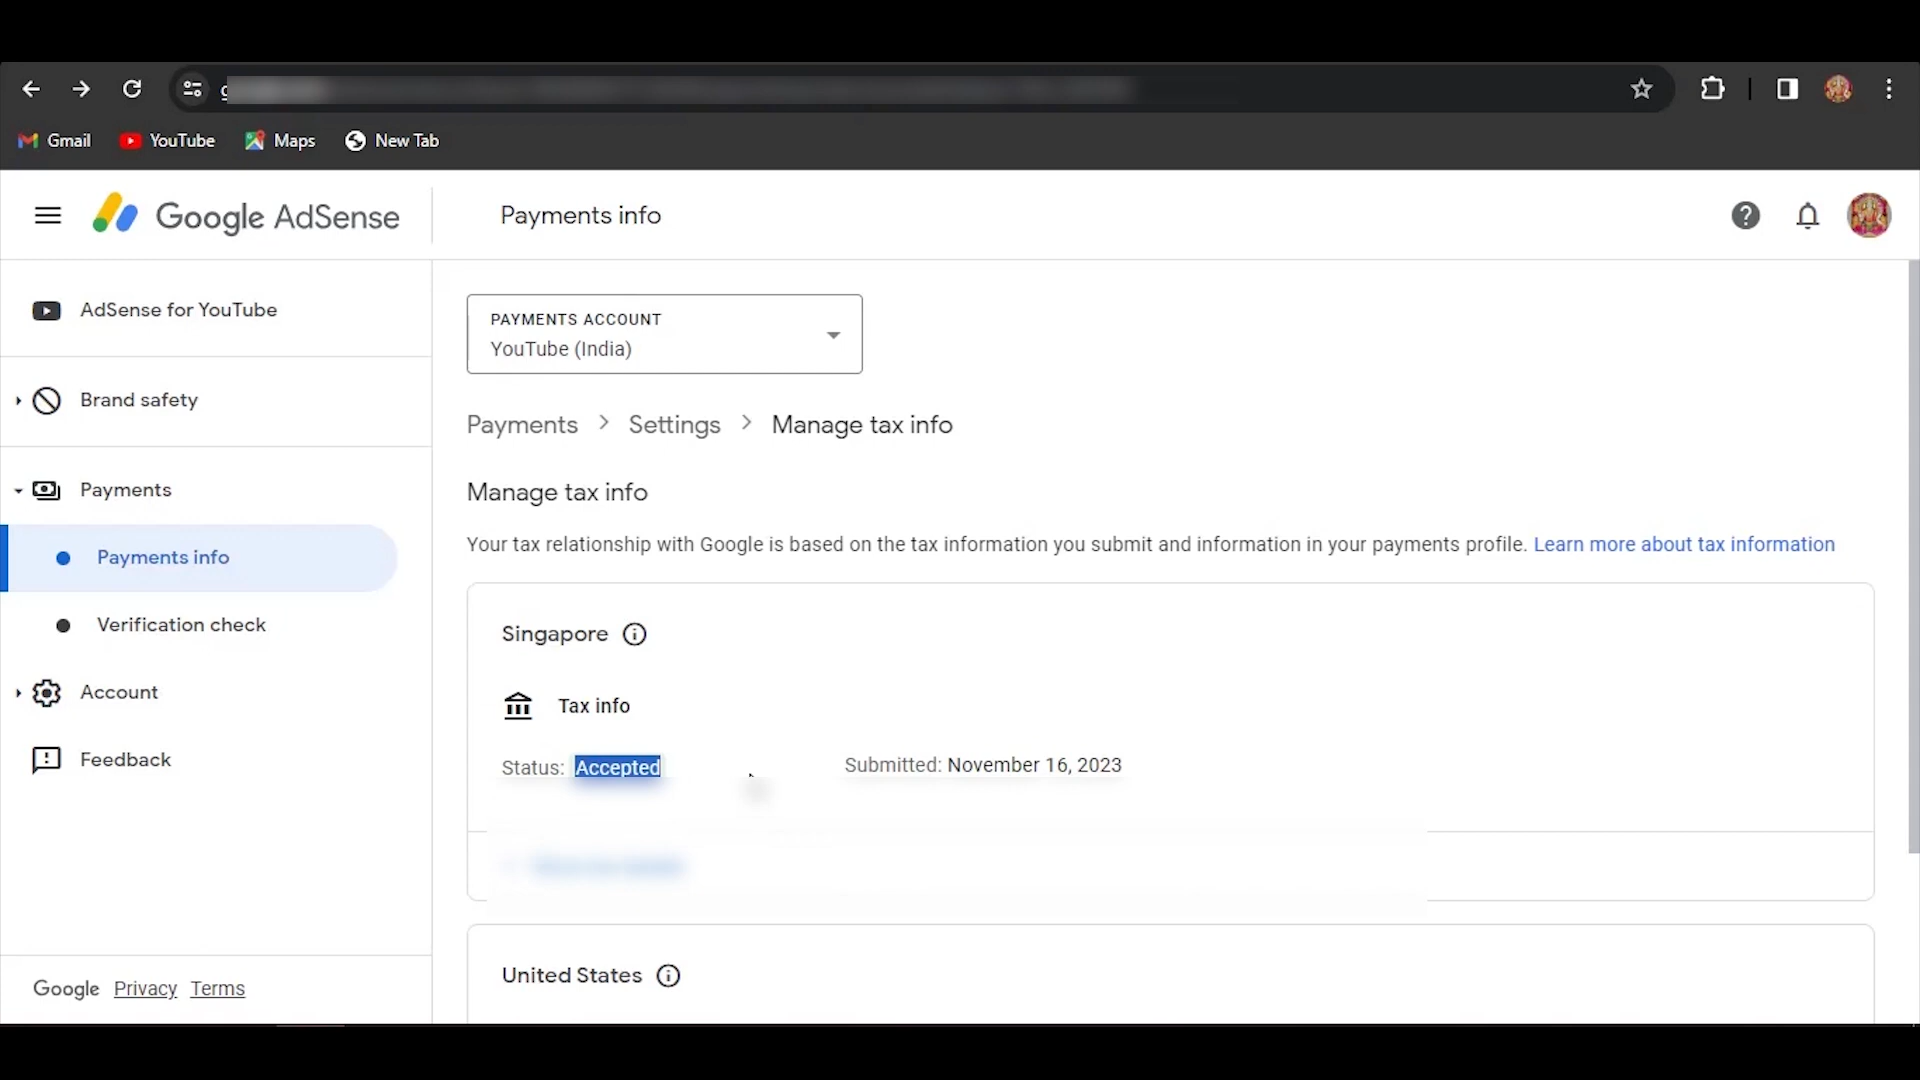 Gmail
YouTube
Maps
New Tab
Google AdSense
Payments info
AdSense for YouTube
Brand safety
Payments
Payments info
Verification check
Account
Feedback
Google Privacy Terms
PAYMENTS ACCOUNT
YouTube (India)
Payments > Settings > Manage tax info
Manage tax info
Your tax relationship with Google is based on the tax information you submit and information in your payments profile. Learn more about tax information
Singapore
Tax info
Status: Accepted
Submitted: November 16, 2023
United States